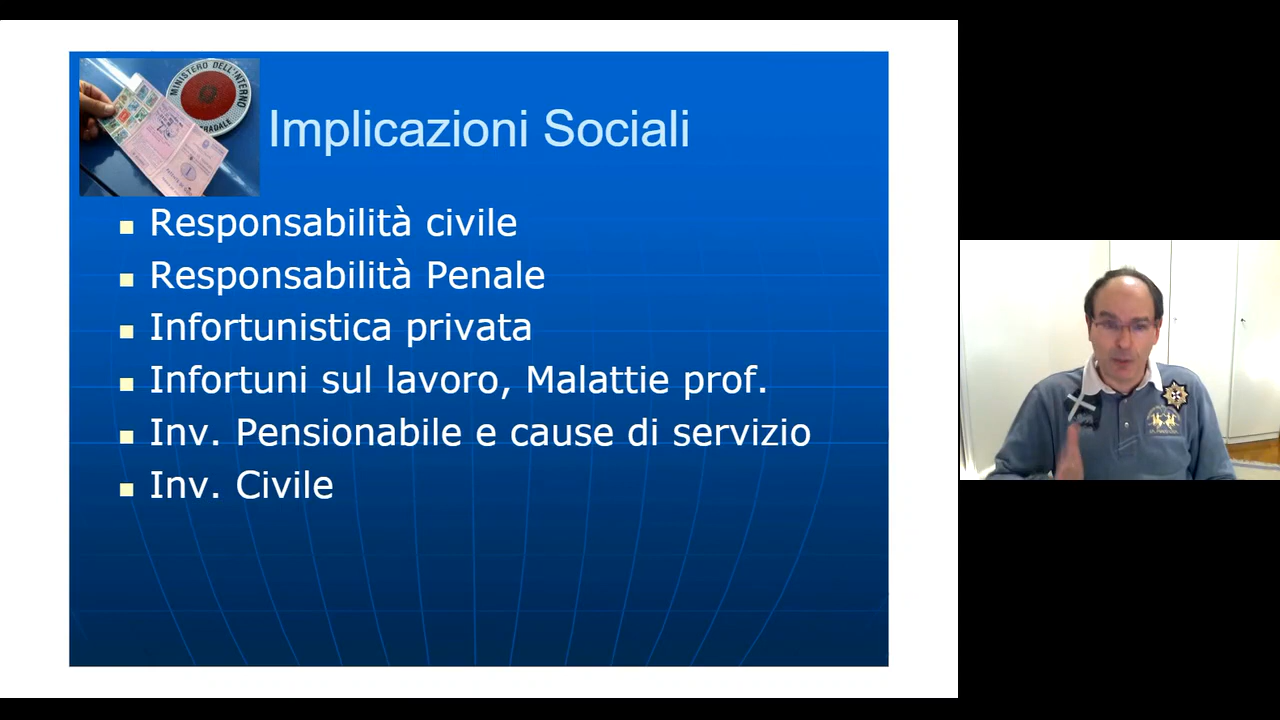 MINISTERO DELL'INTERNO
Implicazioni Sociali
Responsabilità civile
Responsabilità Penale
Infortunistica privata
Infortuni sul lavoro, Malattie prof.
Inv. Pensionabile e cause di servizio
Inv. Civile